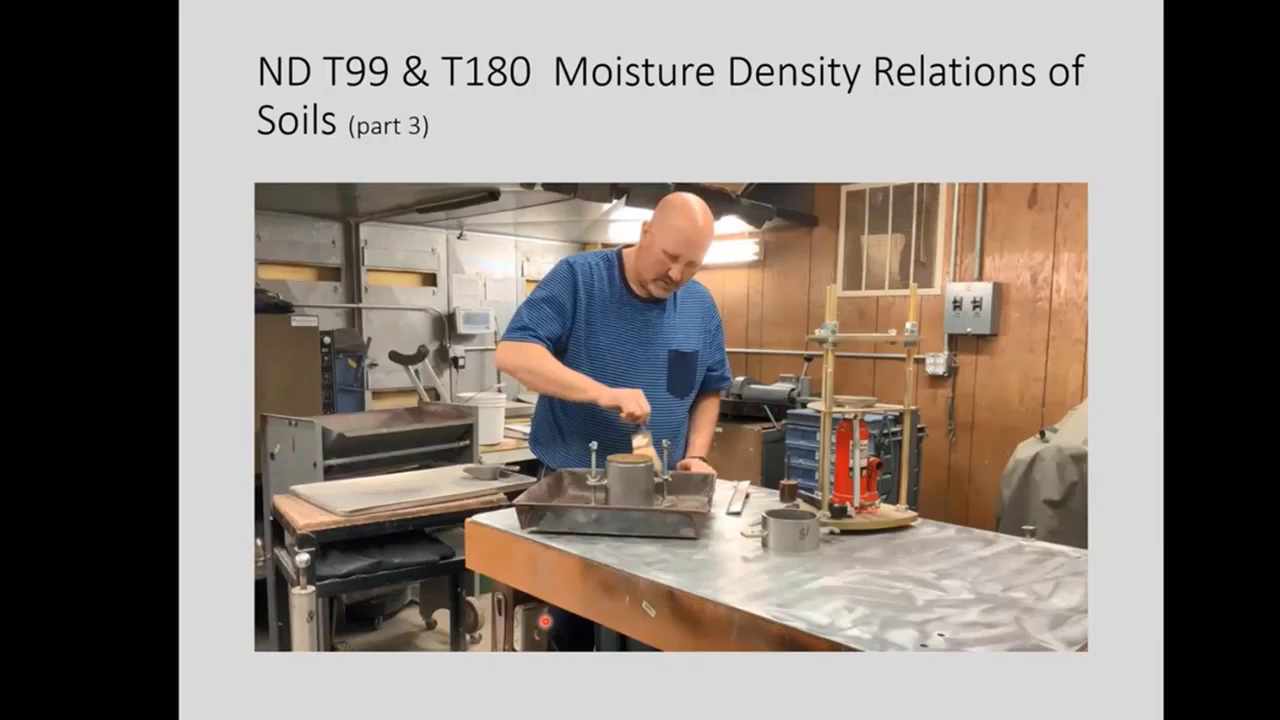 ND T99 & T180  Moisture Density Relations of
Soils (part 3)